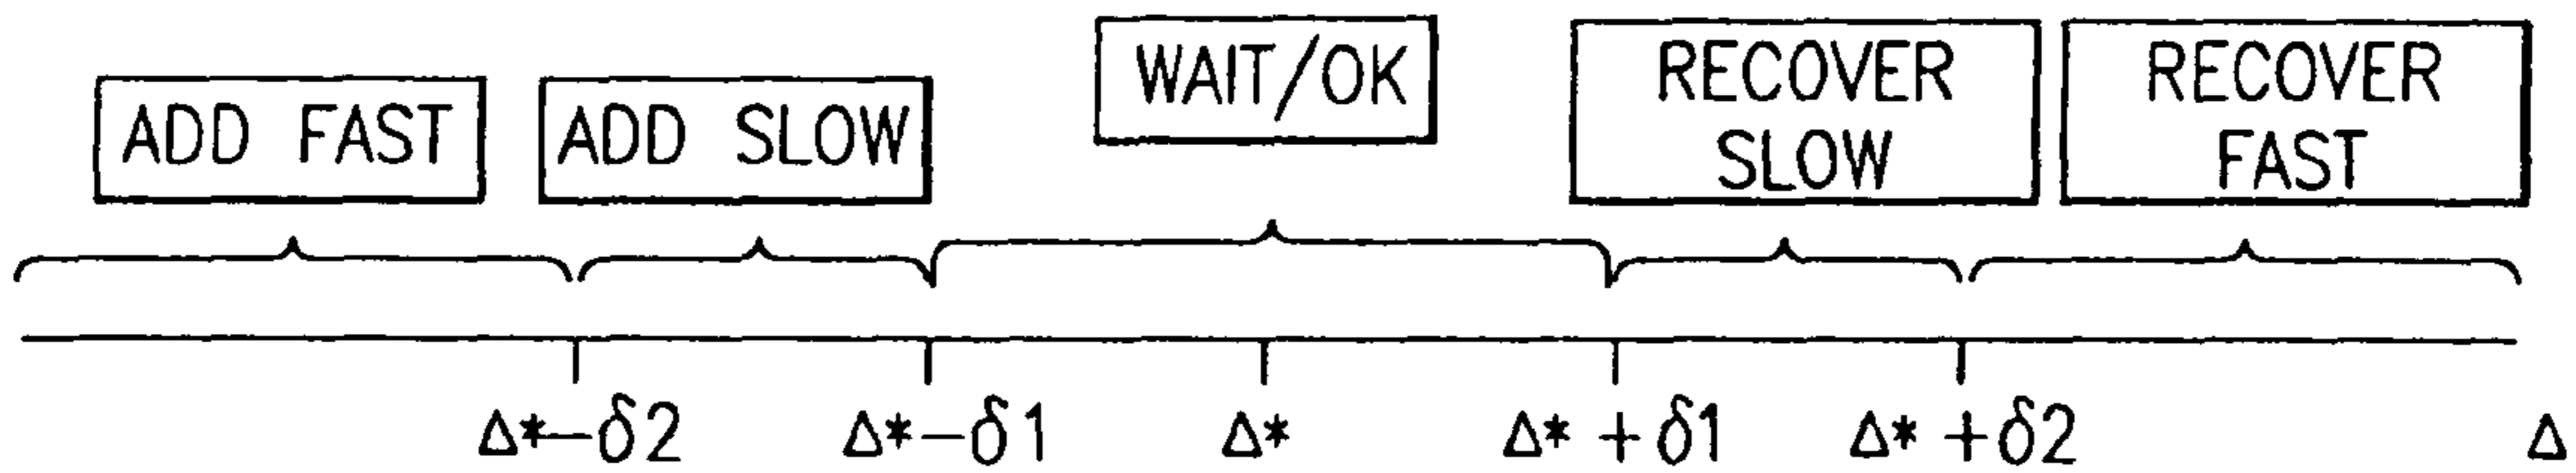 ADD FAST
ADD SLOW
WAIT/OK
RECOVER
SLOW
RECOVER
FAST
Δ*−δ2
Δ*−δ1
Δ*
Δ* +δ1
Δ* +δ2
Δ